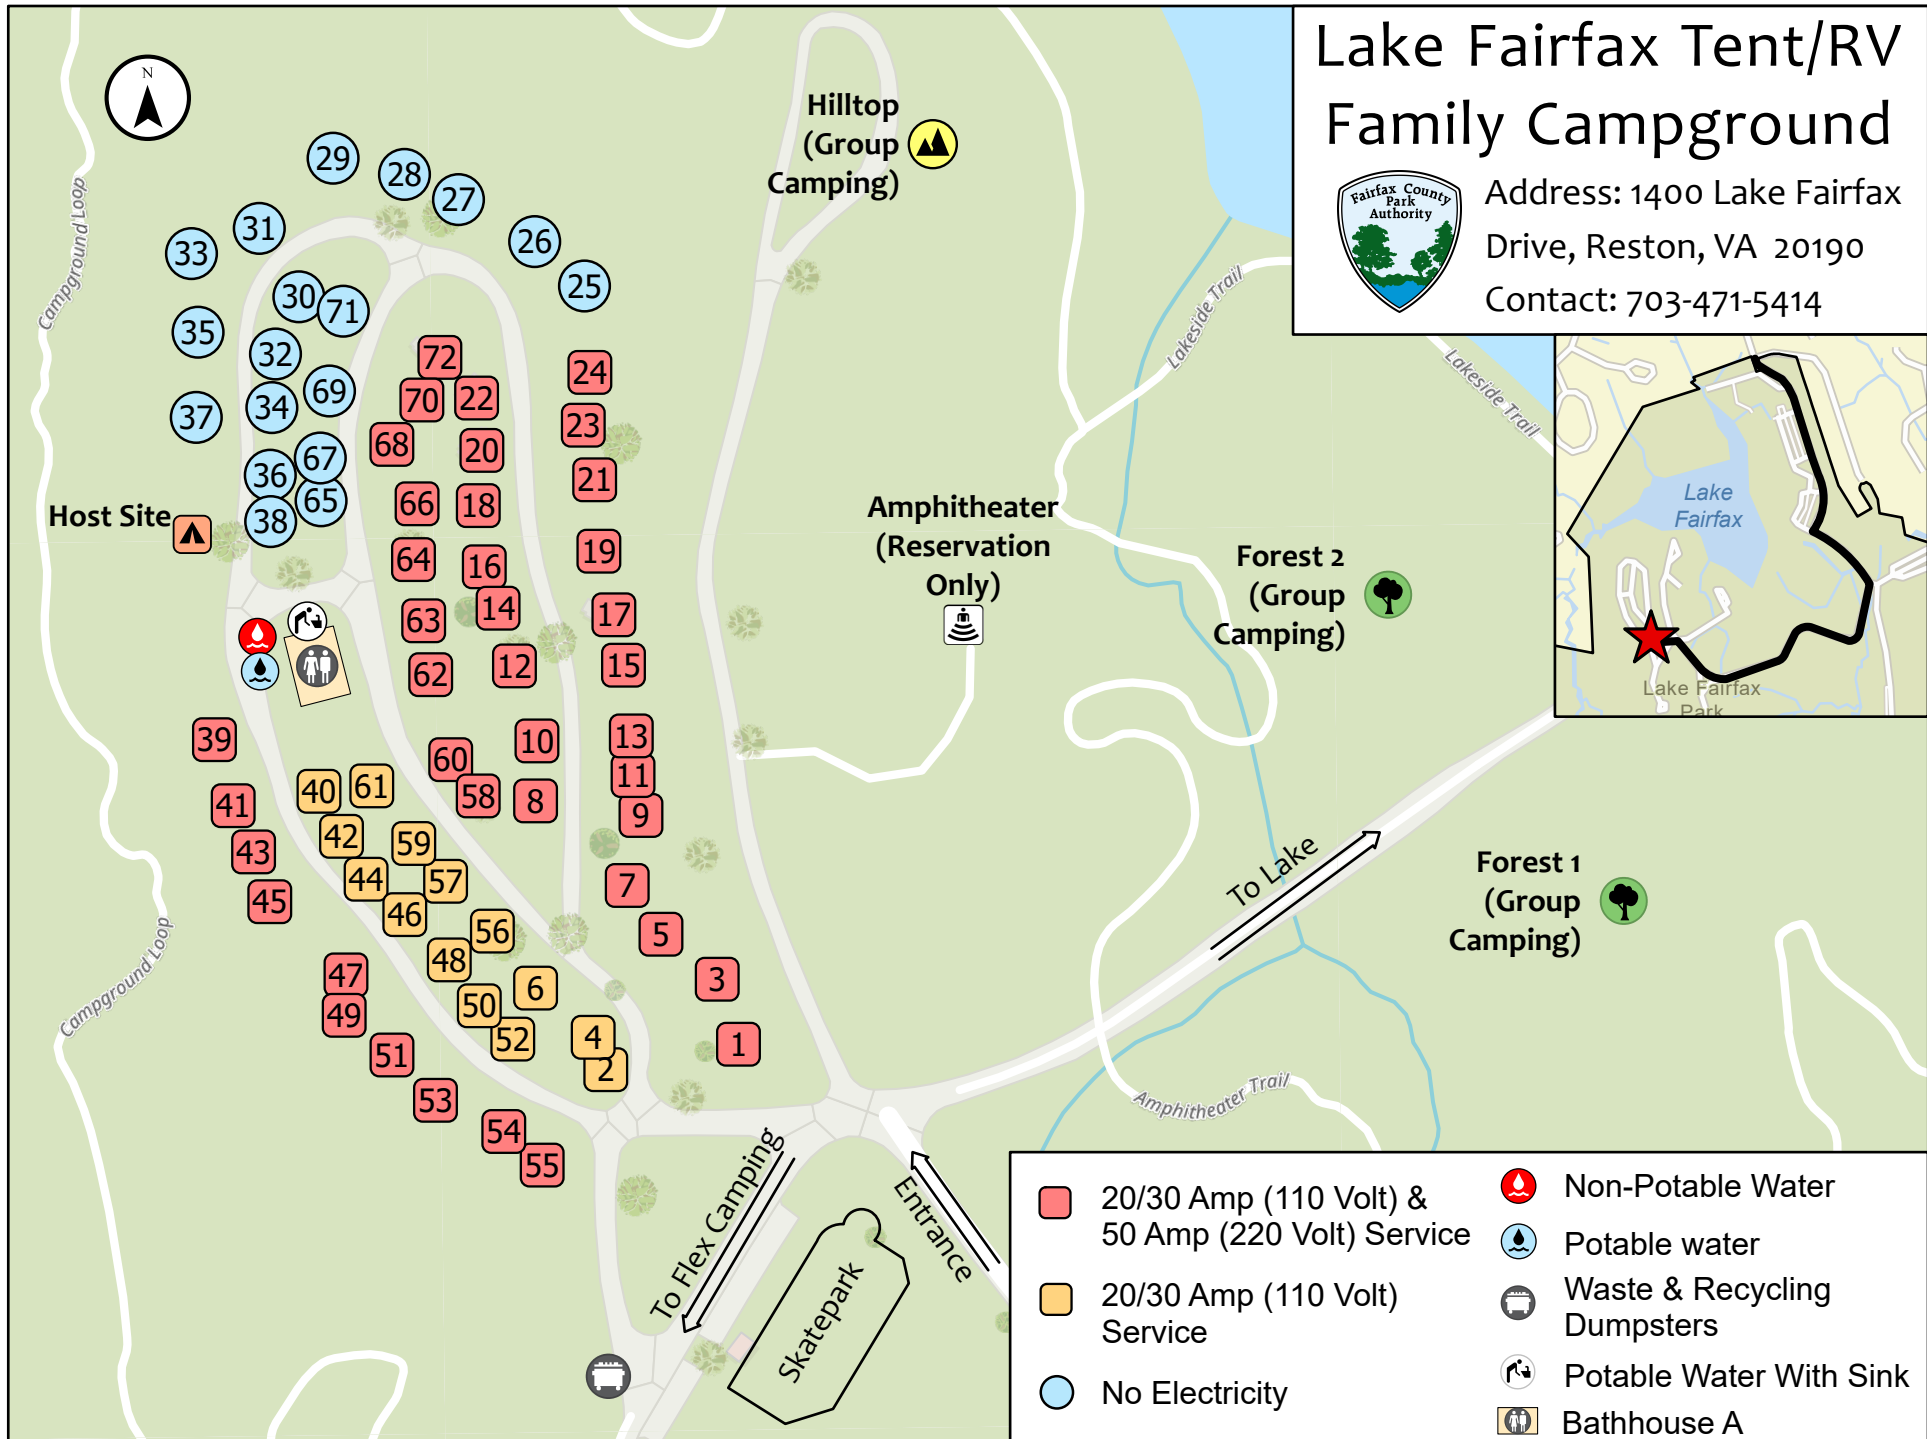 Lake Fairfax Tent/RV
Family Campground
Fairfax County
Park
Authority
Address: 1400 Lake Fairfax
Drive, Reston, VA 20190
Contact: 703-471-5414
N
Hilltop
(Group
Camping)
29
28
27
26
25
31
33
30
71
35
32
37
34
69
36
67
65
38
72
70
22
24
68
20
23
21
66
18
64
16
19
63
14
17
62
12
15
Campground Loop
Host Site
Amphitheater
(Reservation
Only)
Forest 2
(Group
Camping)
Lakeside Trail
Lakeside Trail
Lake
Fairfax
Lake Fairfax
Park
39
10
13
60
11
40
61
58
8
9
41
42
59
43
44
57
7
45
46
56
5
48
47
6
3
50
49
52
4
1
51
2
53
54
55
Campground Loop
To Lake
Forest 1
(Group
Camping)
Amphitheater Trail
To Flex Camping
Entrance
Skatepark
20/30 Amp (110 Volt) &
50 Amp (220 Volt) Service
20/30 Amp (110 Volt)
Service
No Electricity
Non-Potable Water
Potable water
Waste & Recycling
Dumpsters
Potable Water With Sink
Bathhouse A